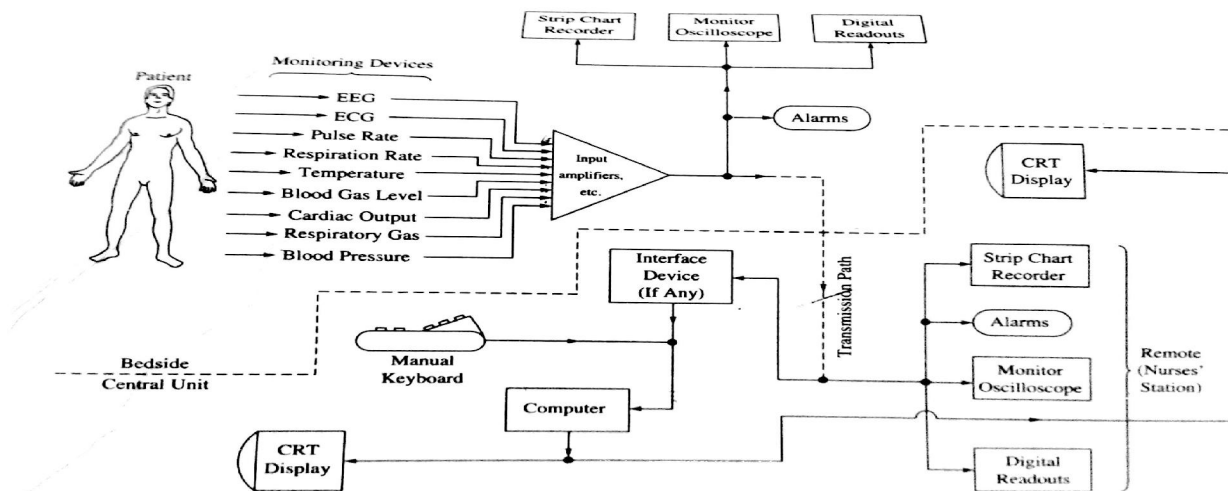 Strip Chart
Recorder
Monitor
Oscilloscope
Digital
Readouts
Patient
Monitoring Devices
EEG
ECG
Pulse Rate
Respiration Rate
Temperature
Blood Gas Level
Cardiac Output
Respiratory Gas
Blood Pressure
Input
amplifiers,
etc.
Alarms
CRT
Display
Interface
Device
(If Any)
Transmission Path
Strip Chart
Recorder
Alarms
Monitor
Oscilloscope
Digital
Readouts
Remote
(Nurses'
Station)
Bedside
Central Unit
Manual
Keyboard
Computer
CRT
Display